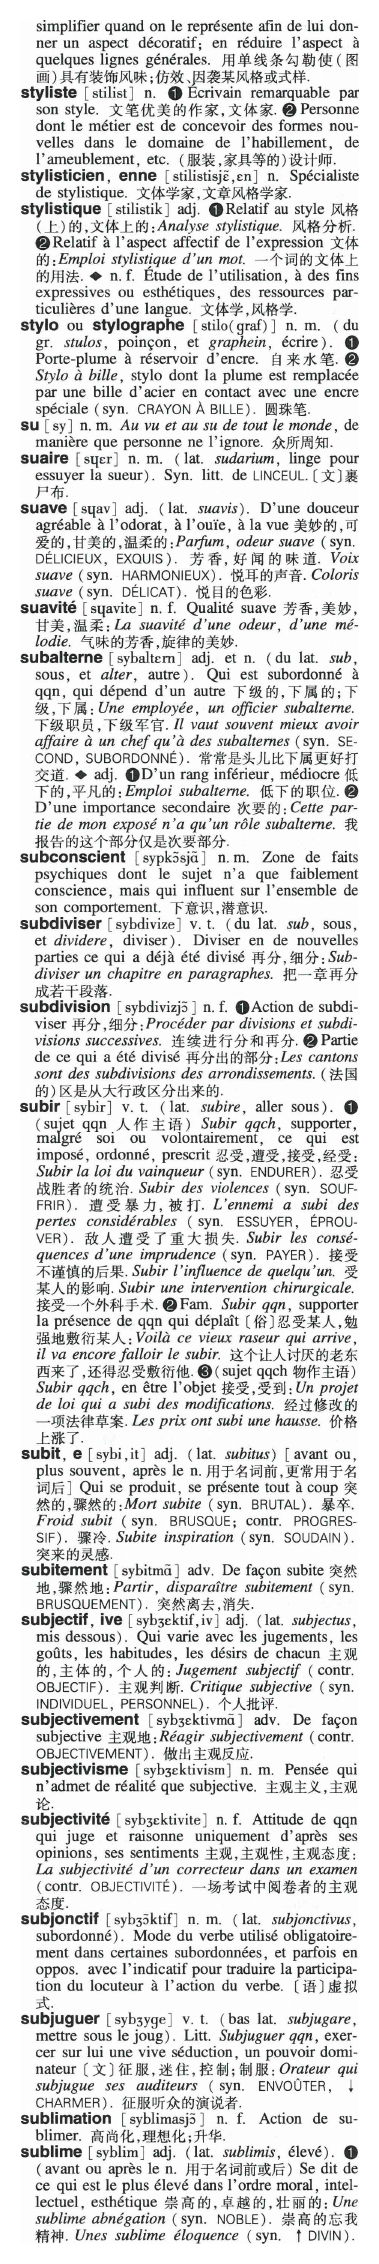 simplifier quand on le représente afin de lui don-
ner un aspect décoratif; en réduire l'aspect à
quelques lignes générales. 用单线条勾勒使(图
画)具有装饰风味;仿效、因袭某风格或式样.
styliste [stilist] n. ❶ Écrivain remarquable par
son style. 文笔优美的作家,文体家. ❷ Personne
dont le métier est de concevoir des formes nou-
velles dans le domaine de l'habillement, de
l'ameublement, etc. (服装,家具等的)设计师.
stylisticien, enne [stilistisjɛ̃,ɛn] n. Spécialiste
de stylistique. 文体学家,文章风格学家.
stylistique [stilistik] adj. ❶ Relatif au style 风格
(上)的,文体上的:Analyse stylistique. 风格分析.
❷ Relatif à l'aspect affectif de l'expression 文体
的:Emploi stylistique d'un mot. 一个词的文体上
的用法. ◆ n. f. Étude de l'utilisation, à des fins
expressives ou esthétiques, des ressources par-
ticulières d'une langue. 文体学,风格学.
stylo ou stylographe [stilo(graf)] n. m. (du
gr. stulos, poinçon, et graphein, écrire). ❶
Porte-plume à réservoir d'encre. 自来水笔. ❷
Stylo à bille, stylo dont la plume est remplacée
par une bille d'acier en contact avec une encre
spéciale (syn. CRAYON À BILLE). 圆珠笔.
su [sy] n. m. Au vu et au su de tout le monde, de
manière que personne ne l'ignore. 众所周知.
suaire [sɥɛr] n. m. (lat. sudarium, linge pour
essuyer la sueur). Syn. litt. de LINCEUL.〔文〕裹
尸布.
suave [sɥav] adj. (lat. suavis). D'une douceur
agréable à l'odorat, à l'ouïe, à la vue 美妙的,可
爱的,甘美的,温柔的:Parfum, odeur suave (syn.
DÉLICIEUX, EXQUIS). 芳香,好闻的味道. Voix
suave (syn. HARMONIEUX). 悦耳的声音. Coloris
suave (syn. DÉLICAT). 悦目的色彩.
suavité [sɥavite] n. f. Qualité suave 芳香,美妙,
甘美,温柔:La suavité d'une odeur, d'une mé-
lodie. 气味的芳香,旋律的美妙.
subalterne [sybaltɛrn] adj. et n. (du lat. sub,
sous, et alter, autre). Qui est subordonné à
qqn, qui dépend d'un autre 下级的,下属的;下
级,下属:Une employée, un officier subalterne.
下级职员,下级军官. Il vaut souvent mieux avoir
affaire à un chef qu'à des subalternes (syn. SE-
COND, SUBORDONNÉ). 常常是头儿比下属更好打
交道. ◆ adj. ❶ D'un rang inférieur, médiocre 低
下的,平凡的:Emploi subalterne. 低下的职位. ❷
D'une importance secondaire 次要的:Cette par-
tie de mon exposé n'a qu'un rôle subalterne. 我
报告的这个部分仅是次要部分.
subconscient [sypkɔ̃sjɑ̃] n. m. Zone de faits
psychiques dont le sujet n'a que faiblement
conscience, mais qui influent sur l'ensemble de
son comportement. 下意识,潜意识.
subdiviser [sybdivize] v. t. (du lat. sub, sous,
et dividere, diviser). Diviser en de nouvelles
parties ce qui a déjà été divisé 再分,细分:Sub-
diviser un chapitre en paragraphes. 把一章再分
成若干段落.
subdivision [sybdivizjɔ̃] n. f. ❶ Action de subdi-
viser 再分,细分:Procéder par divisions et subdi-
visions successives. 连续进行分和再分. ❷ Partie
de ce qui a été divisé 再分出的部分:Les cantons
sont des subdivisions des arrondissements. (法国
的)区是从大行政区分出来的.
subir [sybir] v. t. (lat. subire, aller sous). ❶
(sujet qqn 人作主语) Subir qqch, supporter,
malgré soi ou volontairement, ce qui est
imposé, ordonné, prescrit 忍受,遭受,接受,经受:
Subir la loi du vainqueur (syn. ENDURER). 忍受
战胜者的统治. Subir des violences (syn. SOUF-
FRIR). 遭受暴力,被打. L'ennemi a subi des
pertes considérables (syn. ESSUYER, ÉPROU-
VER). 敌人遭受了重大损失. Subir les consé-
quences d'une imprudence (syn. PAYER). 接受
不谨慎的后果. Subir l'influence de quelqu'un. 受
某人的影响. Subir une intervention chirurgicale.
接受一个外科手术. ❷ Fam. Subir qqn, supporter
la présence de qqn qui déplaît〔俗〕忍受某人,勉
强地敷衍某人:Voilà ce vieux raseur qui arrive,
il va encore falloir le subir. 这个让人讨厌的老东
西来了,还得忍受敷衍他. ❸ (sujet qqch 物作主语)
Subir qqch, en être l'objet 接受,受到:Un projet
de loi qui a subi des modifications. 经过修改的
一项法律草案. Les prix ont subi une hausse. 价格
上涨了.
subit, e [sybi,it] adj. (lat. subitus) [avant ou,
plus souvent, après le n. 用于名词前,更常用于名
词后] Qui se produit, se présente tout à coup 突
然的,骤然的:Mort subite (syn. BRUTAL). 暴卒.
Froid subit (syn. BRUSQUE; contr. PROGRES-
SIF). 骤冷. Subite inspiration (syn. SOUDAIN).
突来的灵感.
subitement [sybitmɑ̃] adv. De façon subite 突然
地,骤然地:Partir, disparaître subitement (syn.
BRUSQUEMENT). 突然离去,消失.
subjectif, ive [sybʒɛktif,iv] adj. (lat. subjectus,
mis dessous). Qui varie avec les jugements, les
goûts, les habitudes, les désirs de chacun 主观
的,主体的,个人的:Jugement subjectif (contr.
OBJECTIF). 主观判断. Critique subjective (syn.
INDIVIDUEL, PERSONNEL). 个人批评.
subjectivement [sybʒɛktivmɑ̃] adv. De façon
subjective 主观地:Réagir subjectivement (contr.
OBJECTIVEMENT). 做出主观反应.
subjectivisme [sybʒɛktivism] n. m. Pensée qui
n'admet de réalité que subjective. 主观主义,主观
论.
subjectivité [sybʒɛktivite] n. f. Attitude de qqn
qui juge et raisonne uniquement d'après ses
opinions, ses sentiments 主观,主观性,主观态度:
La subjectivité d'un correcteur dans un examen
(contr. OBJECTIVITÉ). 一场考试中阅卷者的主观
态度.
subjonctif [sybʒɔ̃ktif] n. m. (lat. subjonctivus,
subordonné). Mode du verbe utilisé obligatoire-
ment dans certaines subordonnées, et parfois en
oppos. avec l'indicatif pour traduire la participa-
tion du locuteur à l'action du verbe.〔语〕虚拟
式.
subjuguer [sybʒyge] v. t. (bas lat. subjugare,
mettre sous le joug). Litt. Subjuguer qqn, exer-
cer sur lui une vive séduction, un pouvoir domi-
nateur〔文〕征服,迷住,控制;制服:Orateur qui
subjugue ses auditeurs (syn. ENVOÛTER, ↓
CHARMER). 征服听众的演说者.
sublimation [syblimasjɔ̃] n. f. Action de su-
blimer. 高尚化,理想化;升华.
sublime [syblim] adj. (lat. sublimis, élevé). ❶
(avant ou après le n. 用于名词前或后) Se dit de
ce qui est le plus élevé dans l'ordre moral, intel-
lectuel, esthétique 崇高的,卓越的,壮丽的:Une
sublime abnégation (syn. NOBLE). 崇高的忘我
精神. Unes sublime éloquence (syn. ↑ DIVIN).